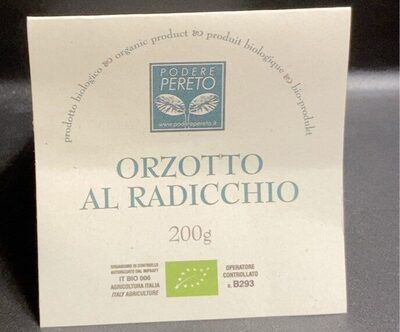 prodotto biologico & organic product & produit biologique & bio-produkt
PODERE
PERETO
www.poderepereto.it
ORZOTTO
AL RADICCHIO
200g
ORGANISMO DI CONTROLLO
AUTORIZZATO DAL MIPAAFT
IT BIO 006
AGRICOLTURA ITALIA
ITALY AGRICULTURE
OPERATORE
CONTROLLATO
n. B293